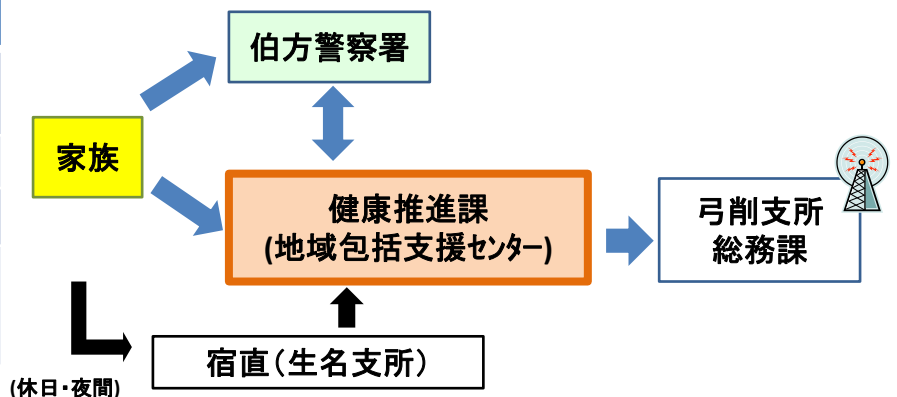 伯方警察署
家族
健康推進課
(地域包括支援ｾﾝﾀｰ)
弓削支所
総務課
宿直（生名支所）
(休日・夜間)